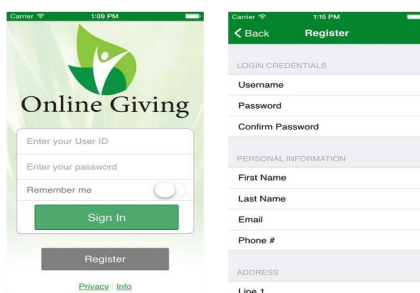 Carrier 1:09 PM
Online Giving
Enter your User ID
Enter your password
Remember me
Sign In
Register
Privacy | Info
Carrier 1:15 PM
Back Register
LOGIN CREDENTIALS
Username
Password
Confirm Password
PERSONAL INFORMATION
First Name
Last Name
Email
Phone #
ADDRESS
Line 1